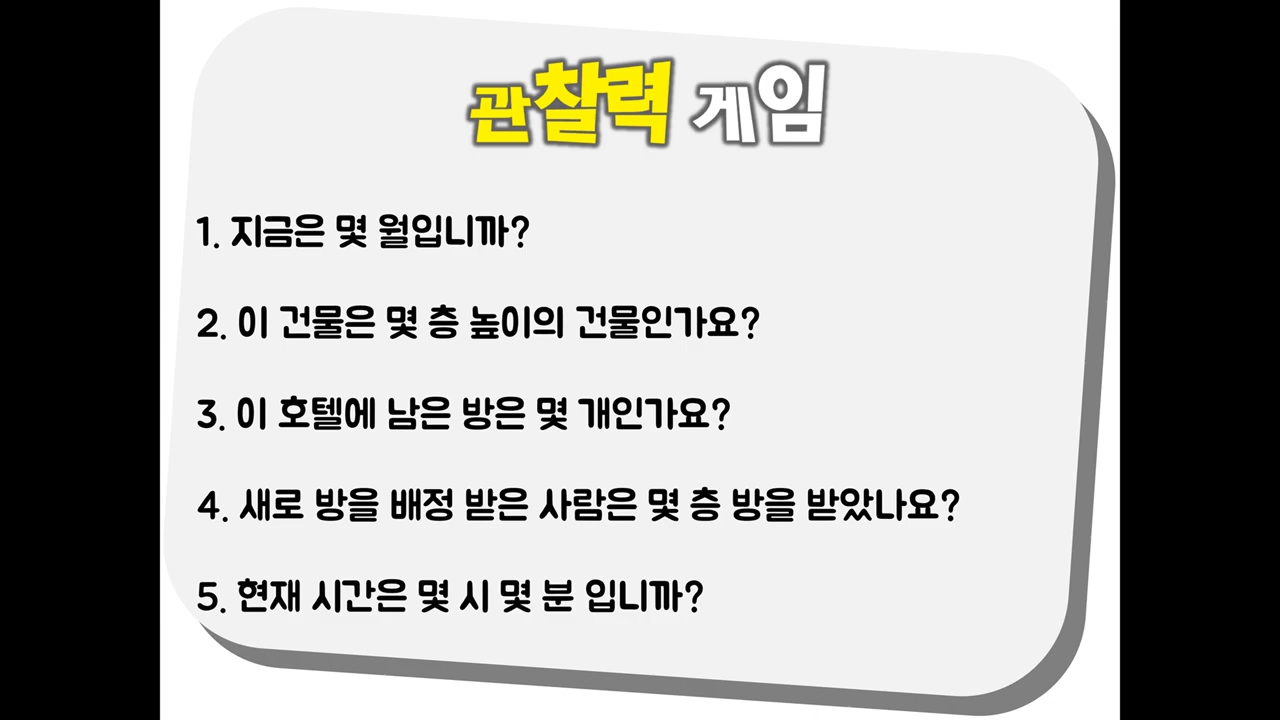 관찰력 게임
1. 지금은 몇 월입니까?
2. 이 건물은 몇 층 높이의 건물인가요?
3. 이 호텔에 남은 방은 몇 개인가요?
4. 새로 방을 배정 받은 사람은 몇 층 방을 받았나요?
5. 현재 시간은 몇 시 몇 분 입니까?